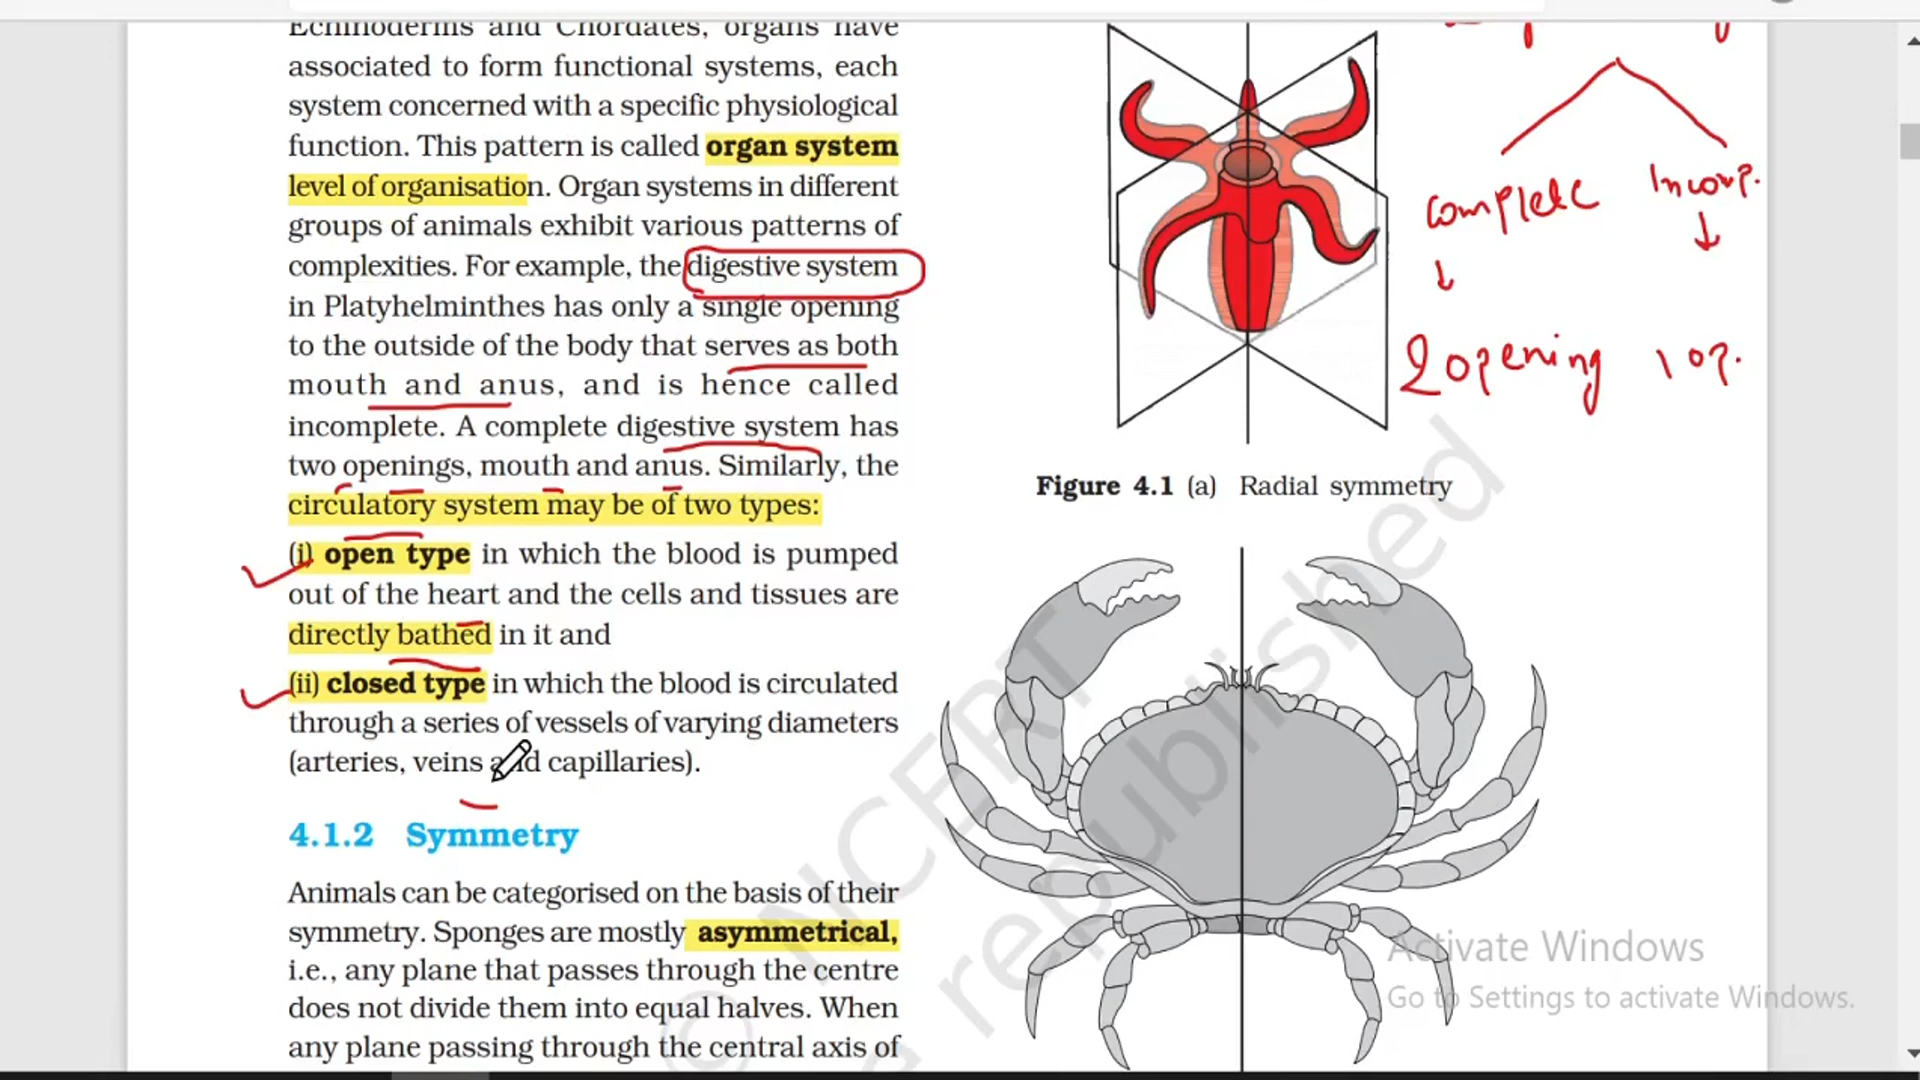 Echinoderms and Chordates, organs have
associated to form functional systems, each
system concerned with a specific physiological
function. This pattern is called organ system
level of organisation. Organ systems in different
groups of animals exhibit various patterns of
complexities. For example, the digestive system
in Platyhelminthes has only a single opening
to the outside of the body that serves as both
mouth and anus, and is hence called
incomplete. A complete digestive system has
two openings, mouth and anus. Similarly, the
circulatory system may be of two types:
(i) open type in which the blood is pumped
out of the heart and the cells and tissues are
directly bathed in it and
(ii) closed type in which the blood is circulated
through a series of vessels of varying diameters
(arteries, veins and capillaries).
4.1.2 Symmetry
Animals can be categorised on the basis of their
symmetry. Sponges are mostly asymmetrical,
i.e., any plane that passes through the centre
does not divide them into equal halves. When
any plane passing through the central axis of
complete Incomp.
2 opening 1 op.
Figure 4.1 (a) Radial symmetry
© NCERT
republished
Activate Windows
Go to Settings to activate Windows.